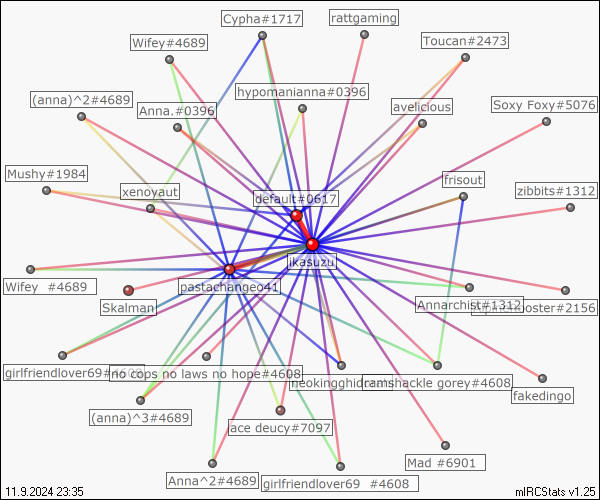 Cypha#1717
rattgaming
Wifey#4689
Toucan#2473
(anna)^2#4689
hypomanianna#0396
Anna.#0396
avelicious
Soxy Foxy#5076
Mushy#1984
xenoyaut
default#0617
frisout
zibbits#1312
ikasuzu
Wifey #4689
pastachangeo41
Skalman
Annarchist#1312
ooster#2156
girlfriendlover69#4608
no cops no laws no hope#4608
neokingghidra
ramshackle gorey#4608
fakedingo
(anna)^3#4689
ace deucy#7097
Anna^2#4689
girlfriendlover69 #4608
Mad #6901
11.9.2024 23:35
mIRCStats v1.25